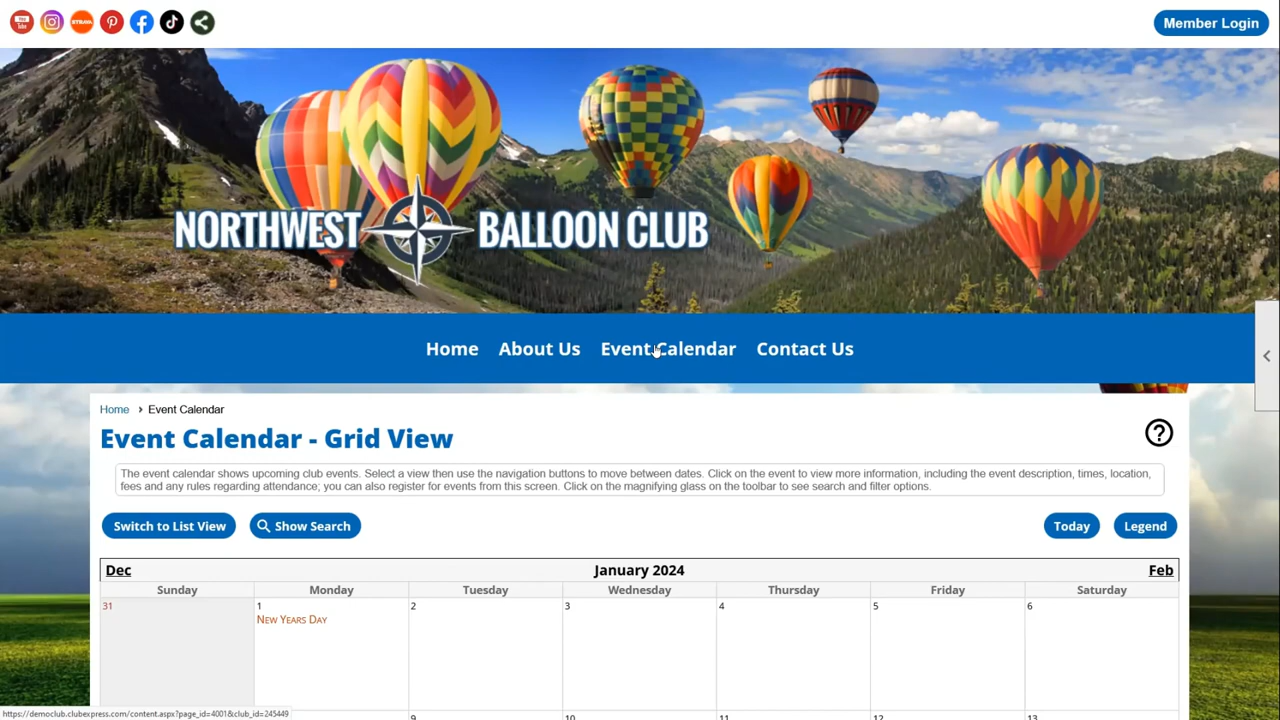 You Tube
STRAVA
Member Login
NORTHWEST BALLOON CLUB
Home About Us Event Calendar Contact Us
Home › Event Calendar
Event Calendar - Grid View
The event calendar shows upcoming club events. Select a view then use the navigation buttons to move between dates. Click on the event to view more information, including the event description, times, location,
fees and any rules regarding attendance; you can also register for events from this screen. Click on the magnifying glass on the toolbar to see search and filter options.
Switch to List View Show Search Today Legend
Dec January 2024 Feb
Sunday Monday Tuesday Wednesday Thursday Friday Saturday
31 1 2 3 4 5 6
New Years Day
9 10 11 12 13
https://democlub.clubexpress.com/content.aspx?page_id=4001&club_id=245449